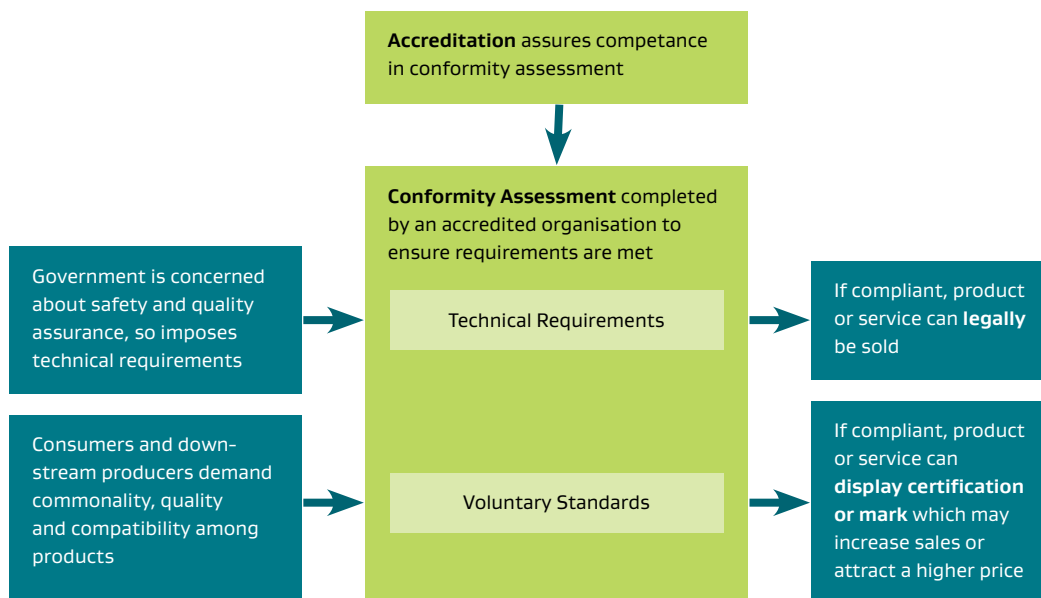 Accreditation assures competance
in conformity assessment
Conformity Assessment completed
by an accredited organisation to
ensure requirements are met
Government is concerned
about safety and quality
assurance, so imposes
technical requirements
Technical Requirements
If compliant, product
or service can legally
be sold
Consumers and down-
stream producers demand
commonality, quality
and compatibility among
products
Voluntary Standards
If compliant, product
or service can
display certification
or mark which may
increase sales or
attract a higher price